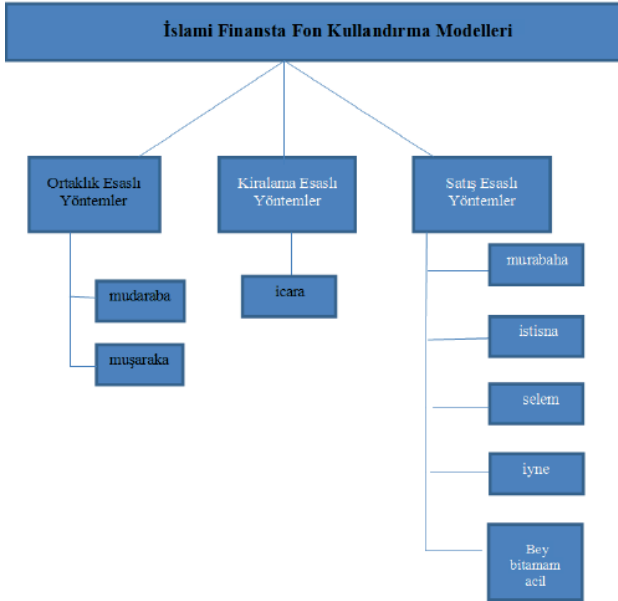 İslami Finansta Fon Kullandırma Modelleri
Ortaklık Esaslı
Yöntemler
mudaraba
muşaraka
Kiralama Esaslı
Yöntemler
icara
Satış Esaslı
Yöntemler
murabaha
istisna
selem
iyne
Bey
bitamam
acil